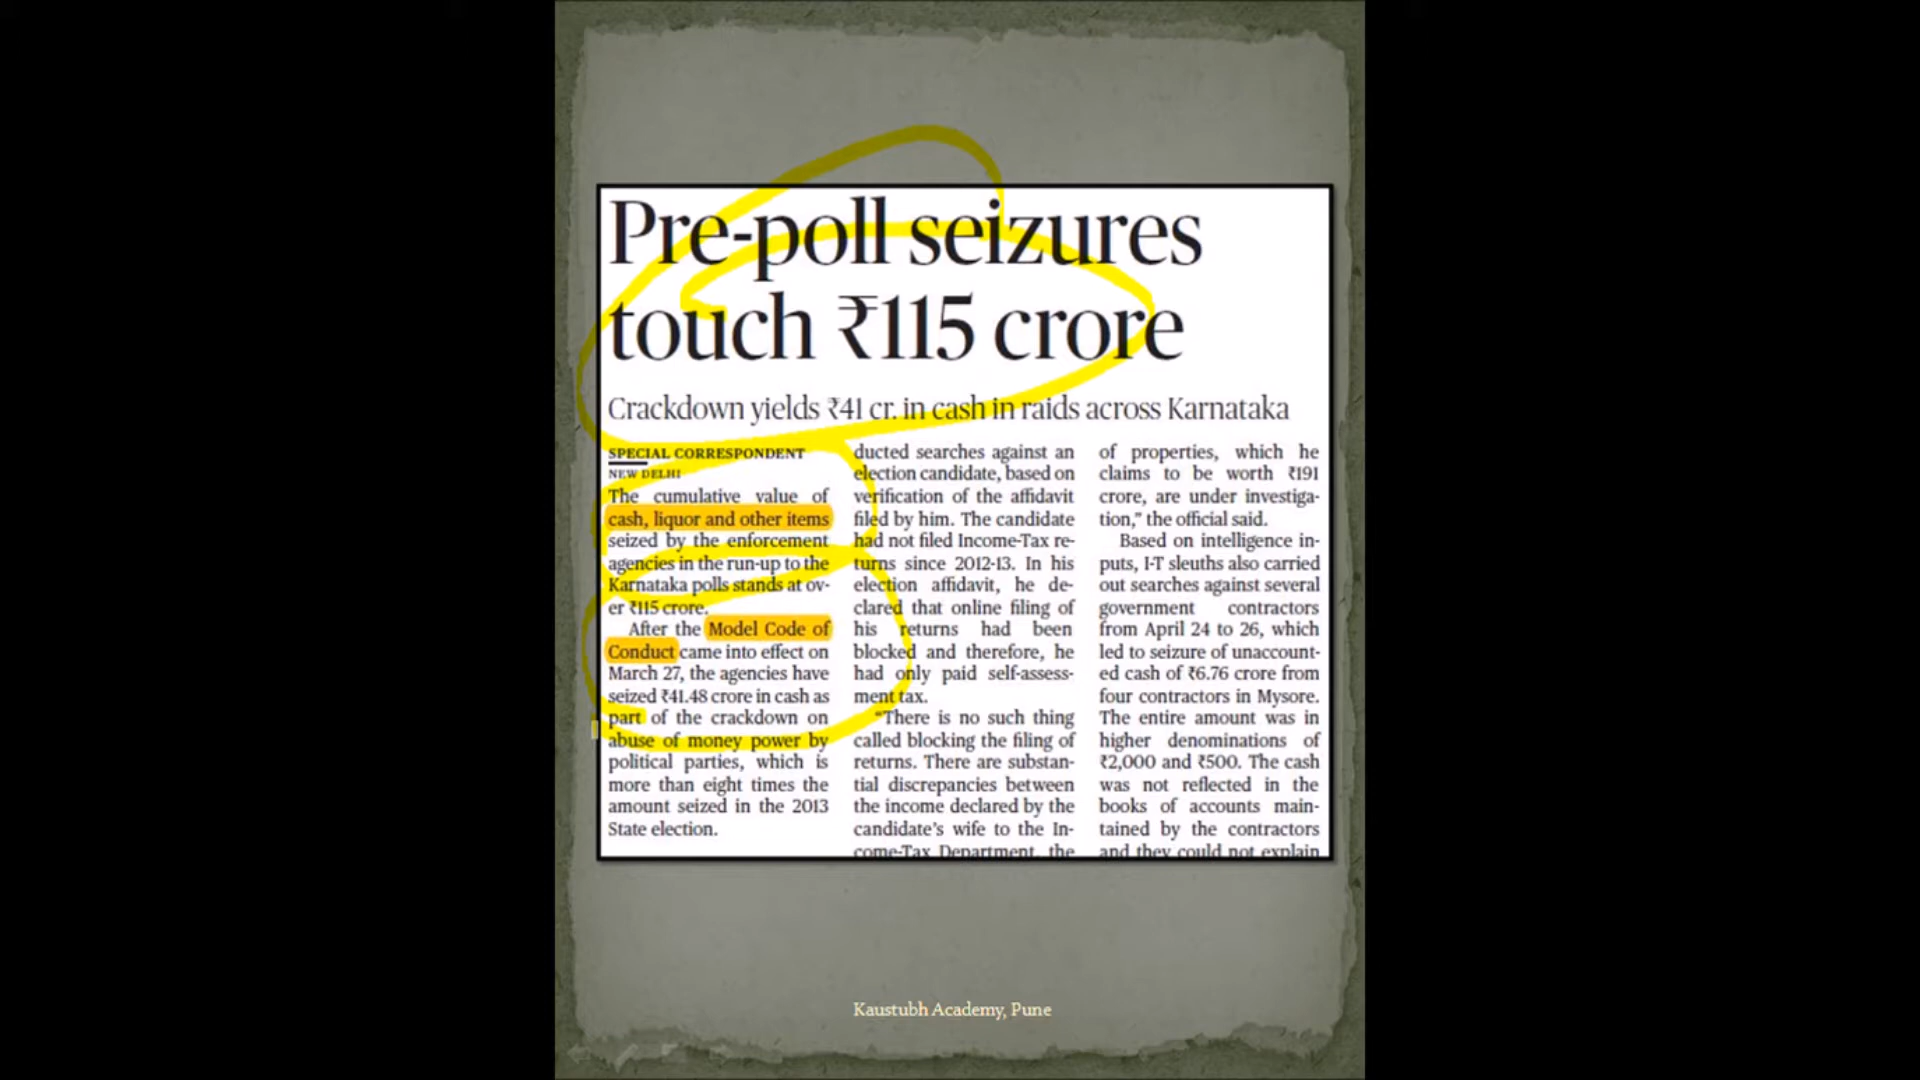 Pre-poll seizures
touch ₹115 crore
Crackdown yields ₹41 cr. in cash in raids across Karnataka
SPECIAL CORRESPONDENT
NEW DELHI
The cumulative value of
cash, liquor and other items
seized by the enforcement
agencies in the run-up to the
Karnataka polls stands at ov-
er ₹115 crore.
After the Model Code of
Conduct came into effect on
March 27, the agencies have
seized ₹41.48 crore in cash as
part of the crackdown on
abuse of money power by
political parties, which is
more than eight times the
amount seized in the 2013
State election.
ducted searches against an
election candidate, based on
verification of the affidavit
filed by him. The candidate
had not filed Income-Tax re-
turns since 2012-13. In his
election affidavit, he de-
clared that online filing of
his returns had been
blocked and therefore, he
had only paid self-assess-
ment tax.
“There is no such thing
called blocking the filing of
returns. There are substan-
tial discrepancies between
the income declared by the
candidate’s wife to the In-
come-Tax Department, the
of properties, which he
claims to be worth ₹191
crore, are under investiga-
tion,” the official said.
Based on intelligence in-
puts, I-T sleuths also carried
out searches against several
government contractors
from April 24 to 26, which
led to seizure of unaccount-
ed cash of ₹6.76 crore from
four contractors in Mysore.
The entire amount was in
higher denominations of
₹2,000 and ₹500. The cash
was not reflected in the
books of accounts main-
tained by the contractors
and they could not explain
Kaustubh Academy, Pune